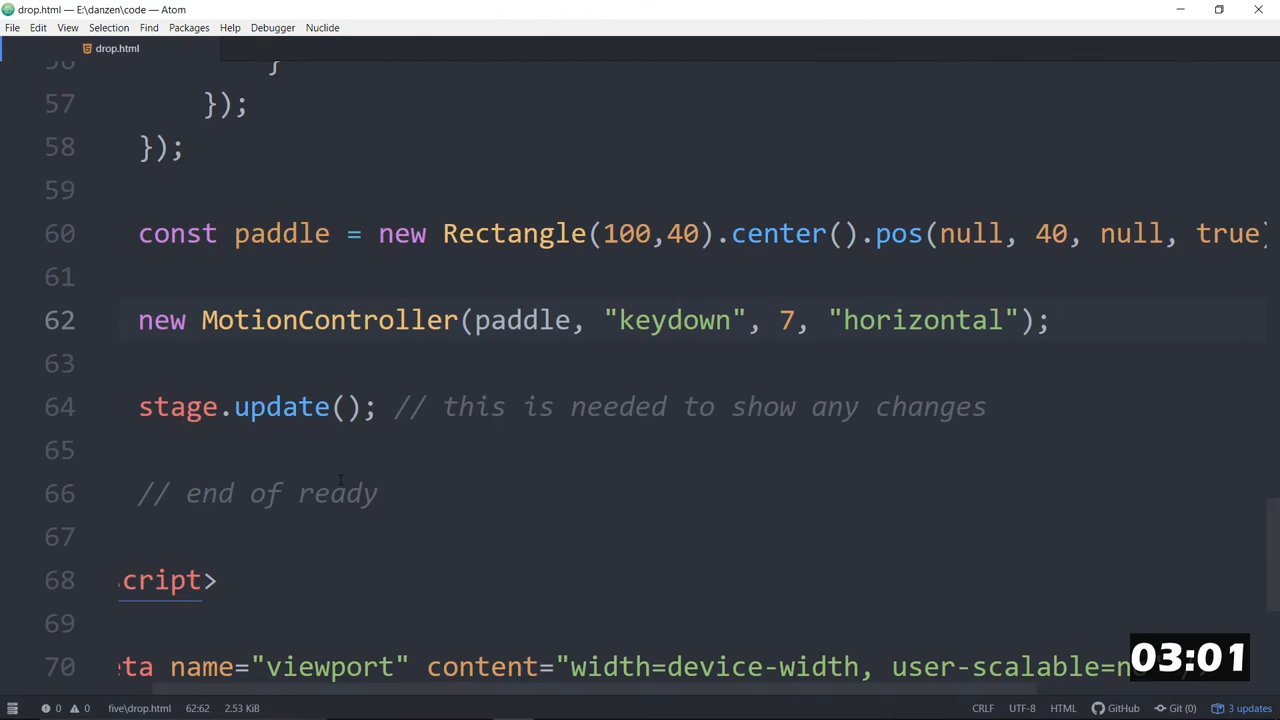 drop.html — E:\danzen\code — Atom
File Edit View Selection Find Packages Help Debugger Nuclide
drop.html
56 }
57 });
58 });
59
60 const paddle = new Rectangle(100,40).center().pos(null, 40, null, true)
61
62 new MotionController(paddle, "keydown", 7, "horizontal");
63
64 stage.update(); // this is needed to show any changes
65
66 // end of ready
67
68 cript>
69
70 ta name="viewport" content="width=device-width, user-scalable=n
03:01
0 0 five\drop.html 62:62 2.53 KiB CRLF UTF-8 HTML GitHub Git (0) 3 updates